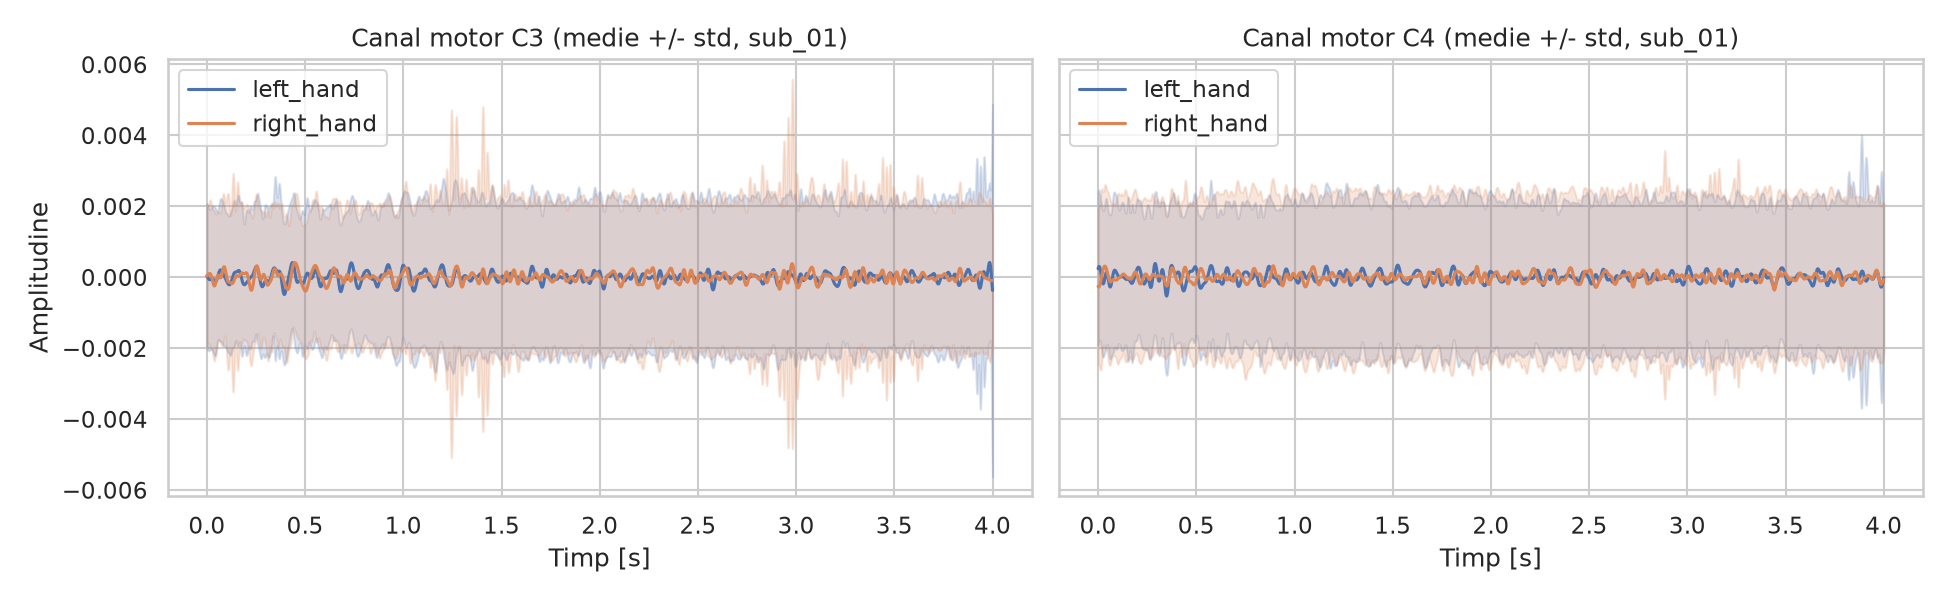 Canal motor C3 (medie +/- std, sub_01)
Canal motor C4 (medie +/- std, sub_01)
left_hand
right_hand
left_hand
right_hand
Amplitudine
0.006
0.004
0.002
0.000
−0.002
−0.004
−0.006
0.0 0.5 1.0 1.5 2.0 2.5 3.0 3.5 4.0
0.0 0.5 1.0 1.5 2.0 2.5 3.0 3.5 4.0
Timp [s]
Timp [s]